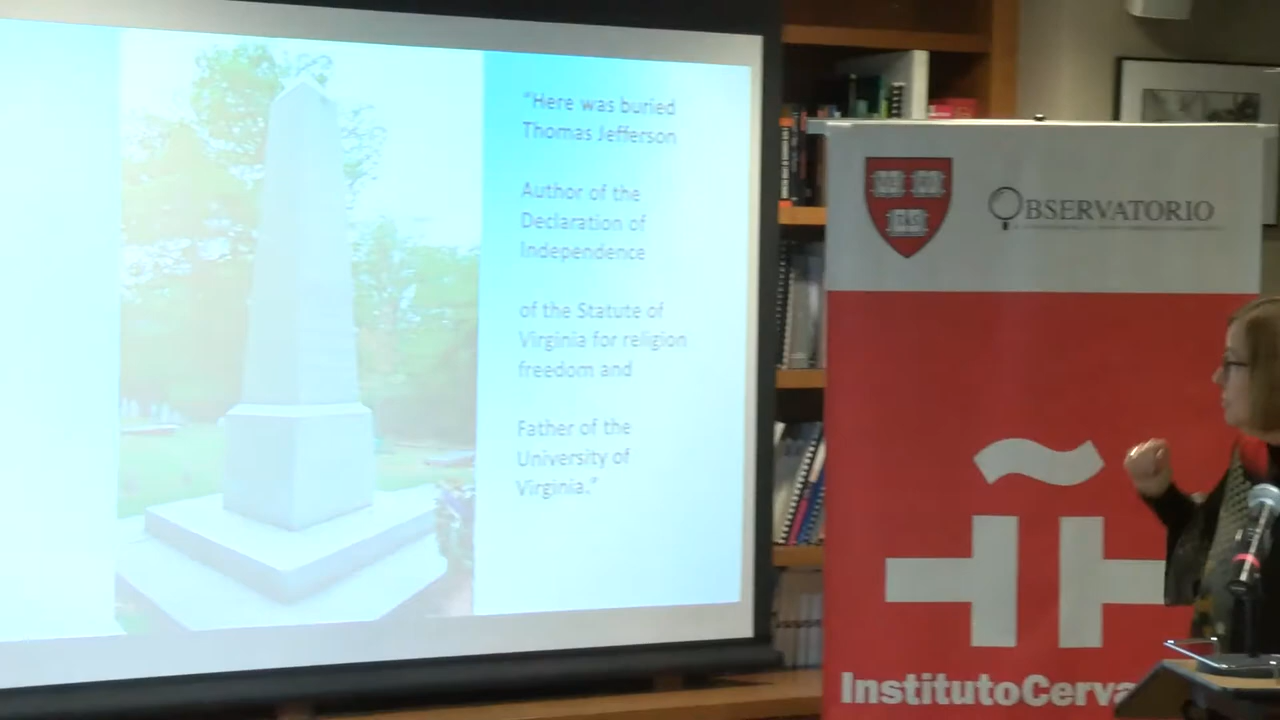 "Here was buried
Thomas Jefferson
Author of the
Declaration of
Independence
of the Statute of
Virginia for religion
freedom and
Father of the
University of
Virginia."
OBSERVATORIO
InstitutoCerva